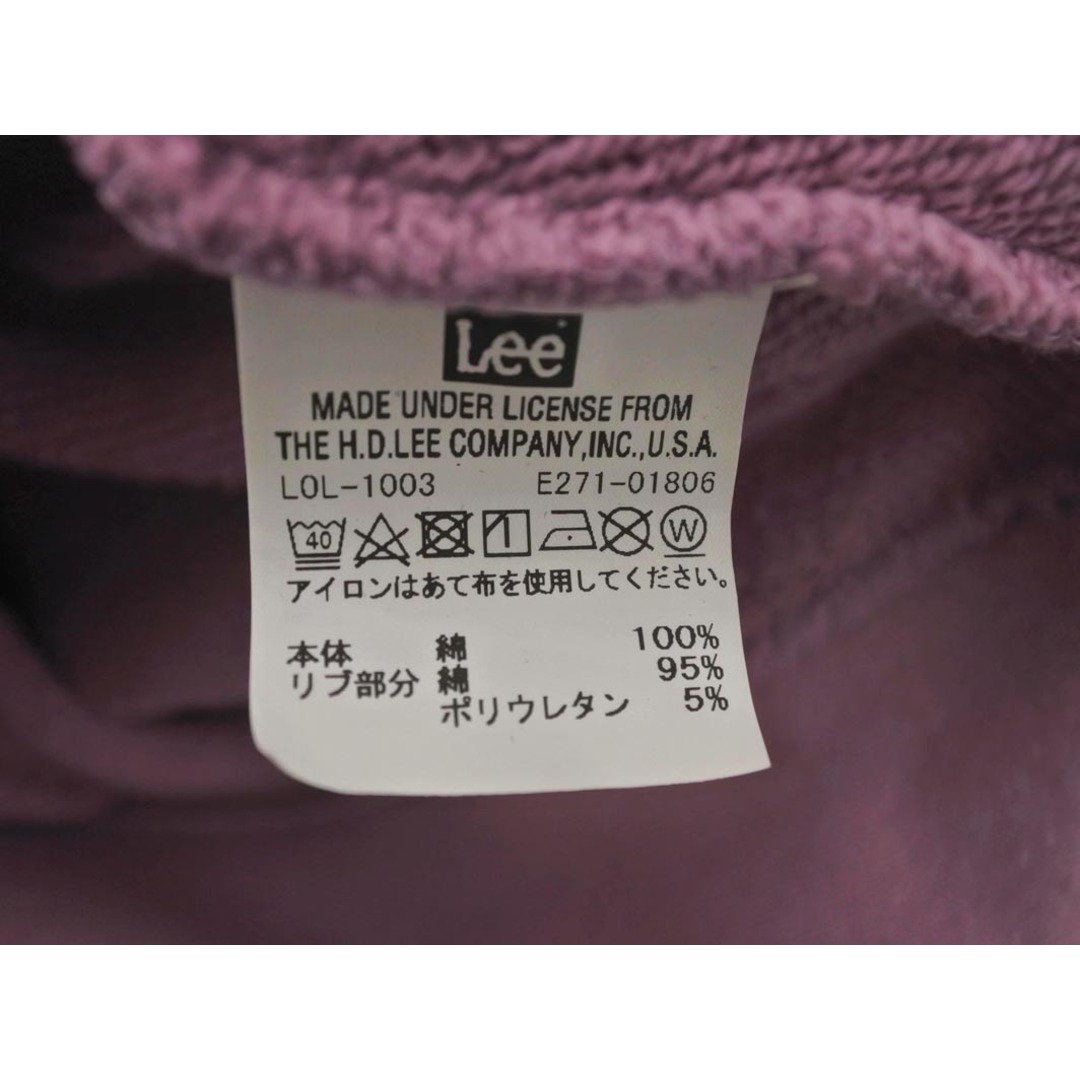 Lee
MADE UNDER LICENSE FROM
THE H.D.LEE COMPANY,INC.,U.S.A.
LOL-1003 E271-01806
40 W
アイロンはあて布を使用してください。
本体 綿 100%
リブ部分 綿 95%
ポリウレタン 5%